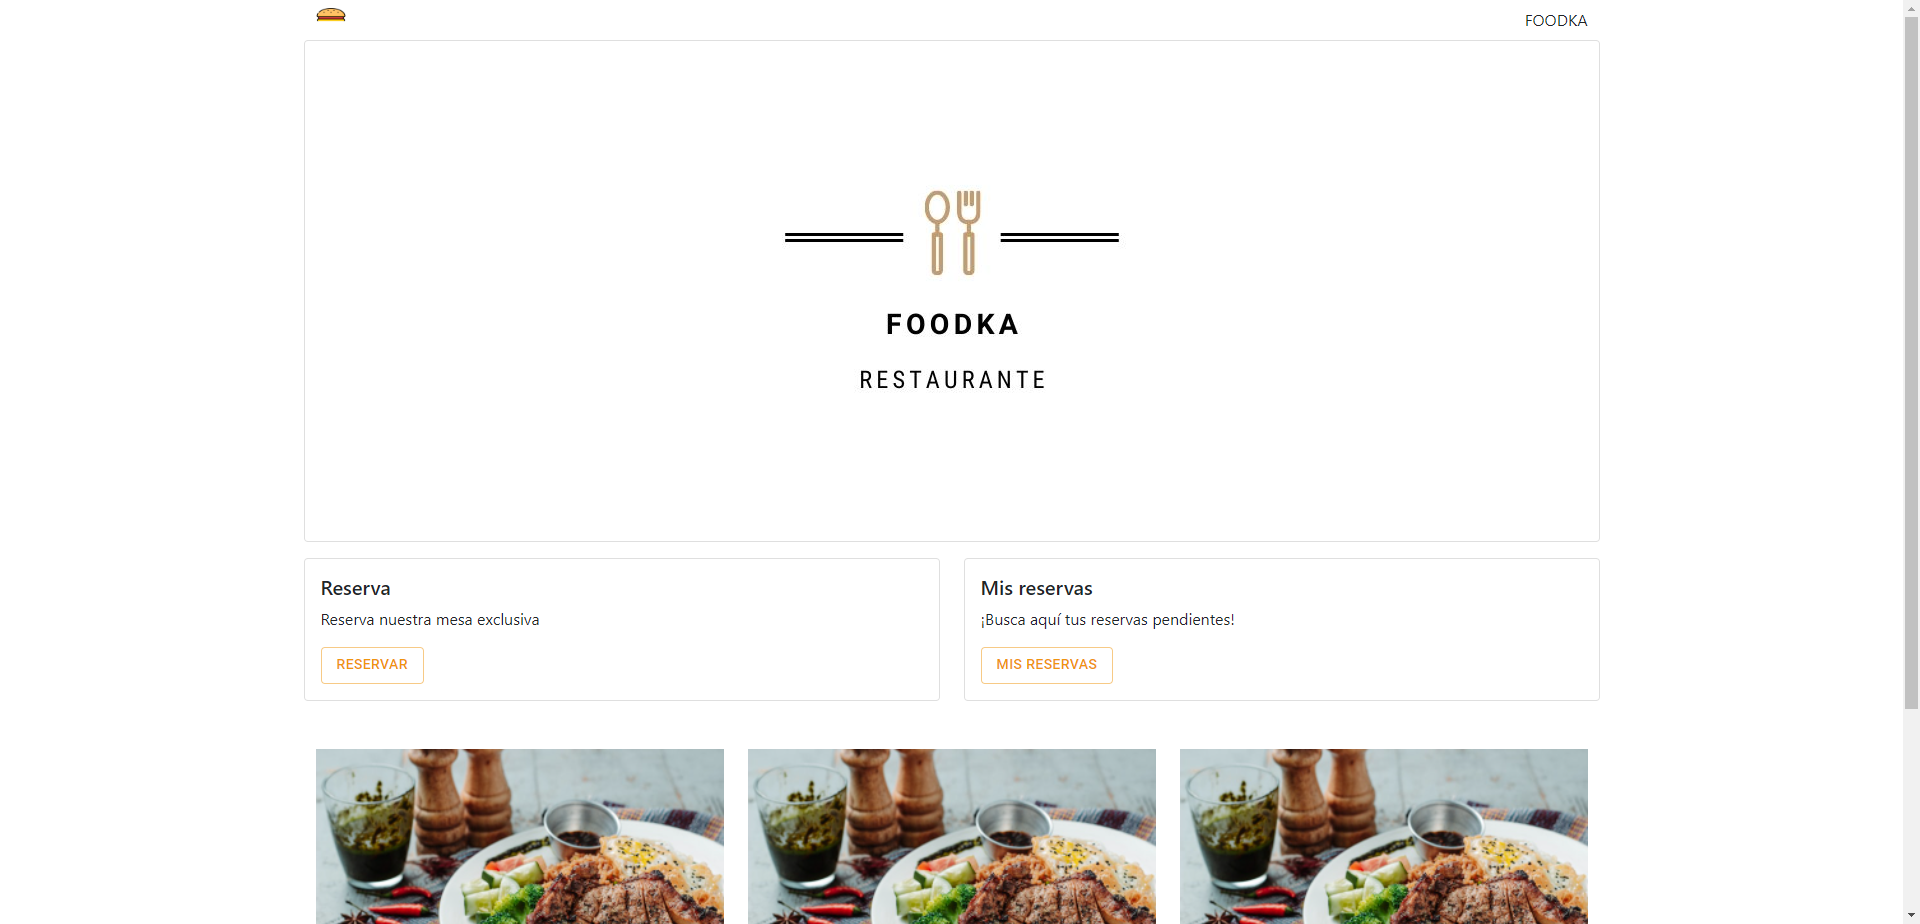 FOODKA
FOODKA
RESTAURANTE
Reserva
Reserva nuestra mesa exclusiva
RESERVAR
Mis reservas
¡Busca aquí tus reservas pendientes!
MIS RESERVAS